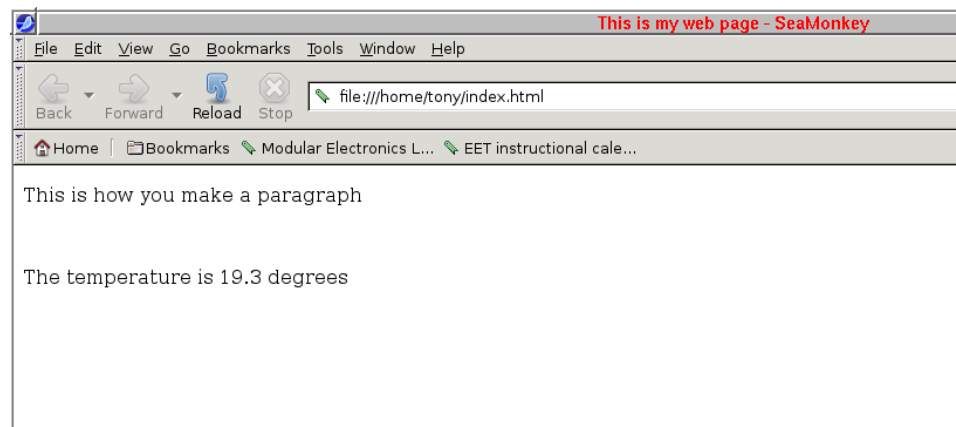 This is my web page - SeaMonkey
File Edit View Go Bookmarks Tools Window Help
Back Forward Reload Stop file:///home/tony/index.html
Home Bookmarks Modular Electronics L... EET instructional cale...
This is how you make a paragraph
The temperature is 19.3 degrees